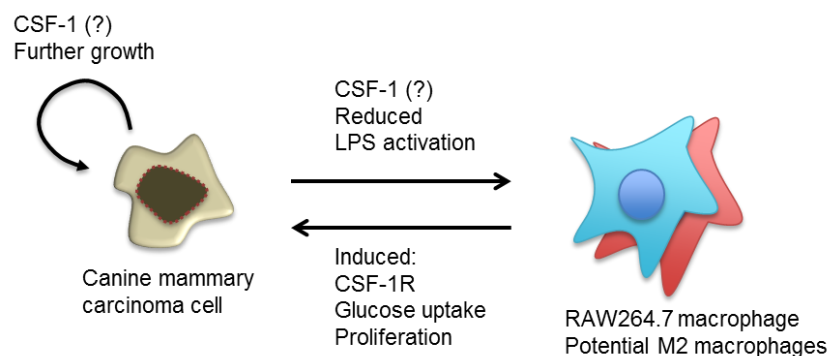 CSF-1 (?)
Further growth
CSF-1 (?)
Reduced
LPS activation
Canine mammary
carcinoma cell
Induced:
CSF-1R
Glucose uptake
Proliferation
RAW264.7 macrophage
Potential M2 macrophages